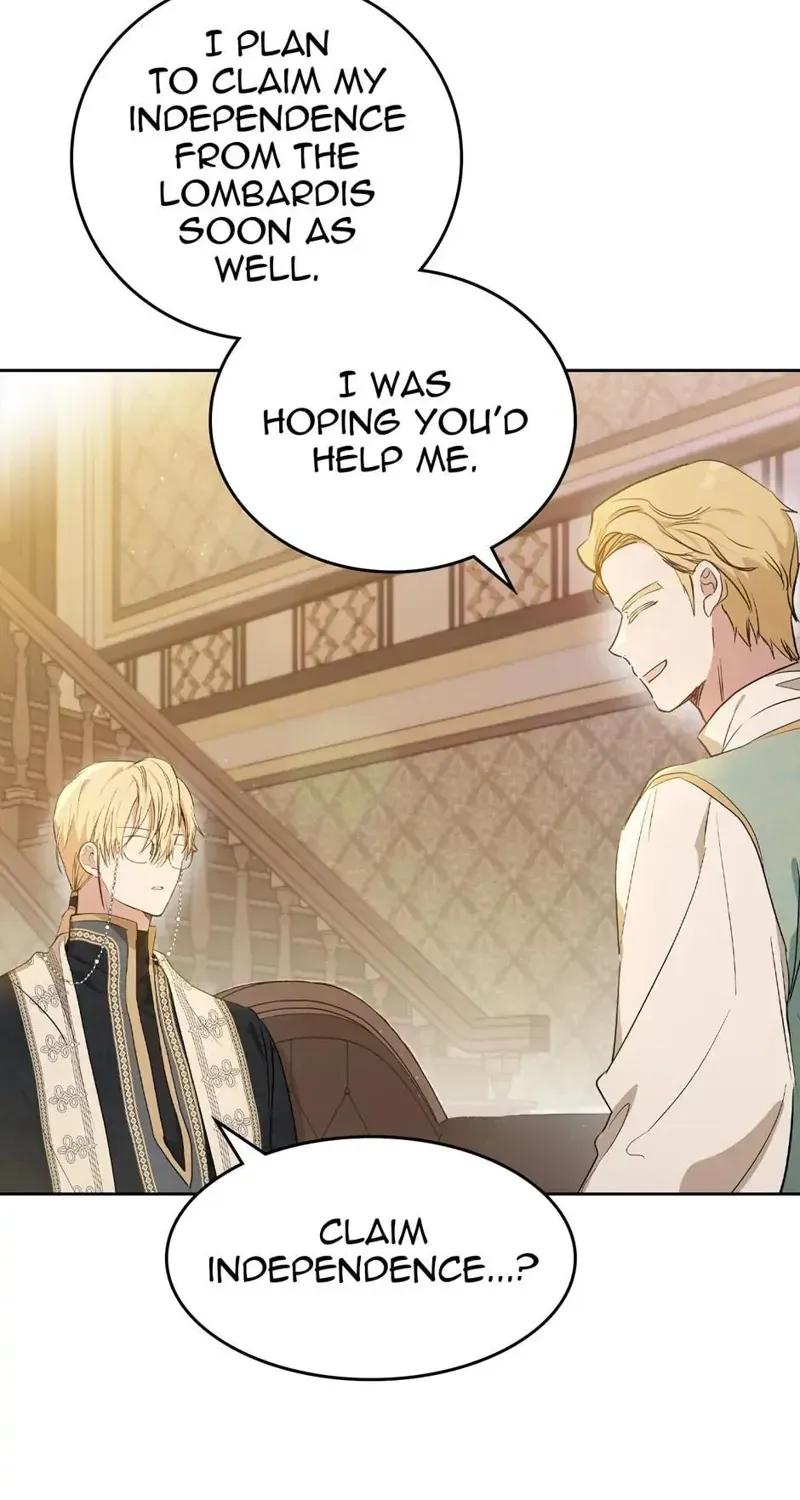 I PLAN
TO CLAIM MY
INDEPENDENCE
FROM THE
LOMBARDIS
SOON AS
WELL.
I WAS
HOPING YOU'D
HELP ME.
CLAIM
INDEPENDENCE...?